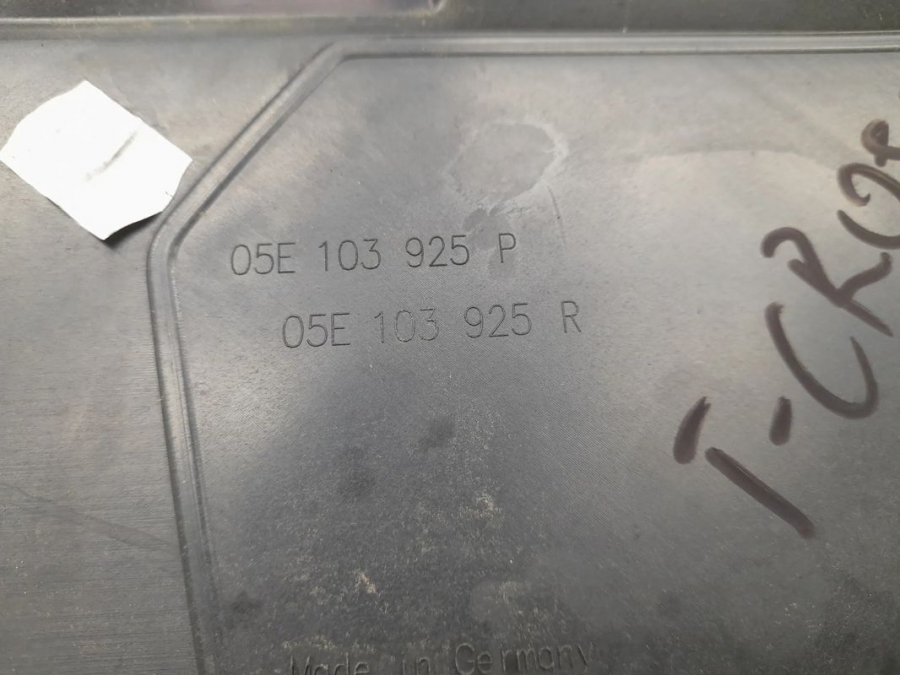 05E 103 925 P
05E 103 925 R
T-CRO
Made in Germany